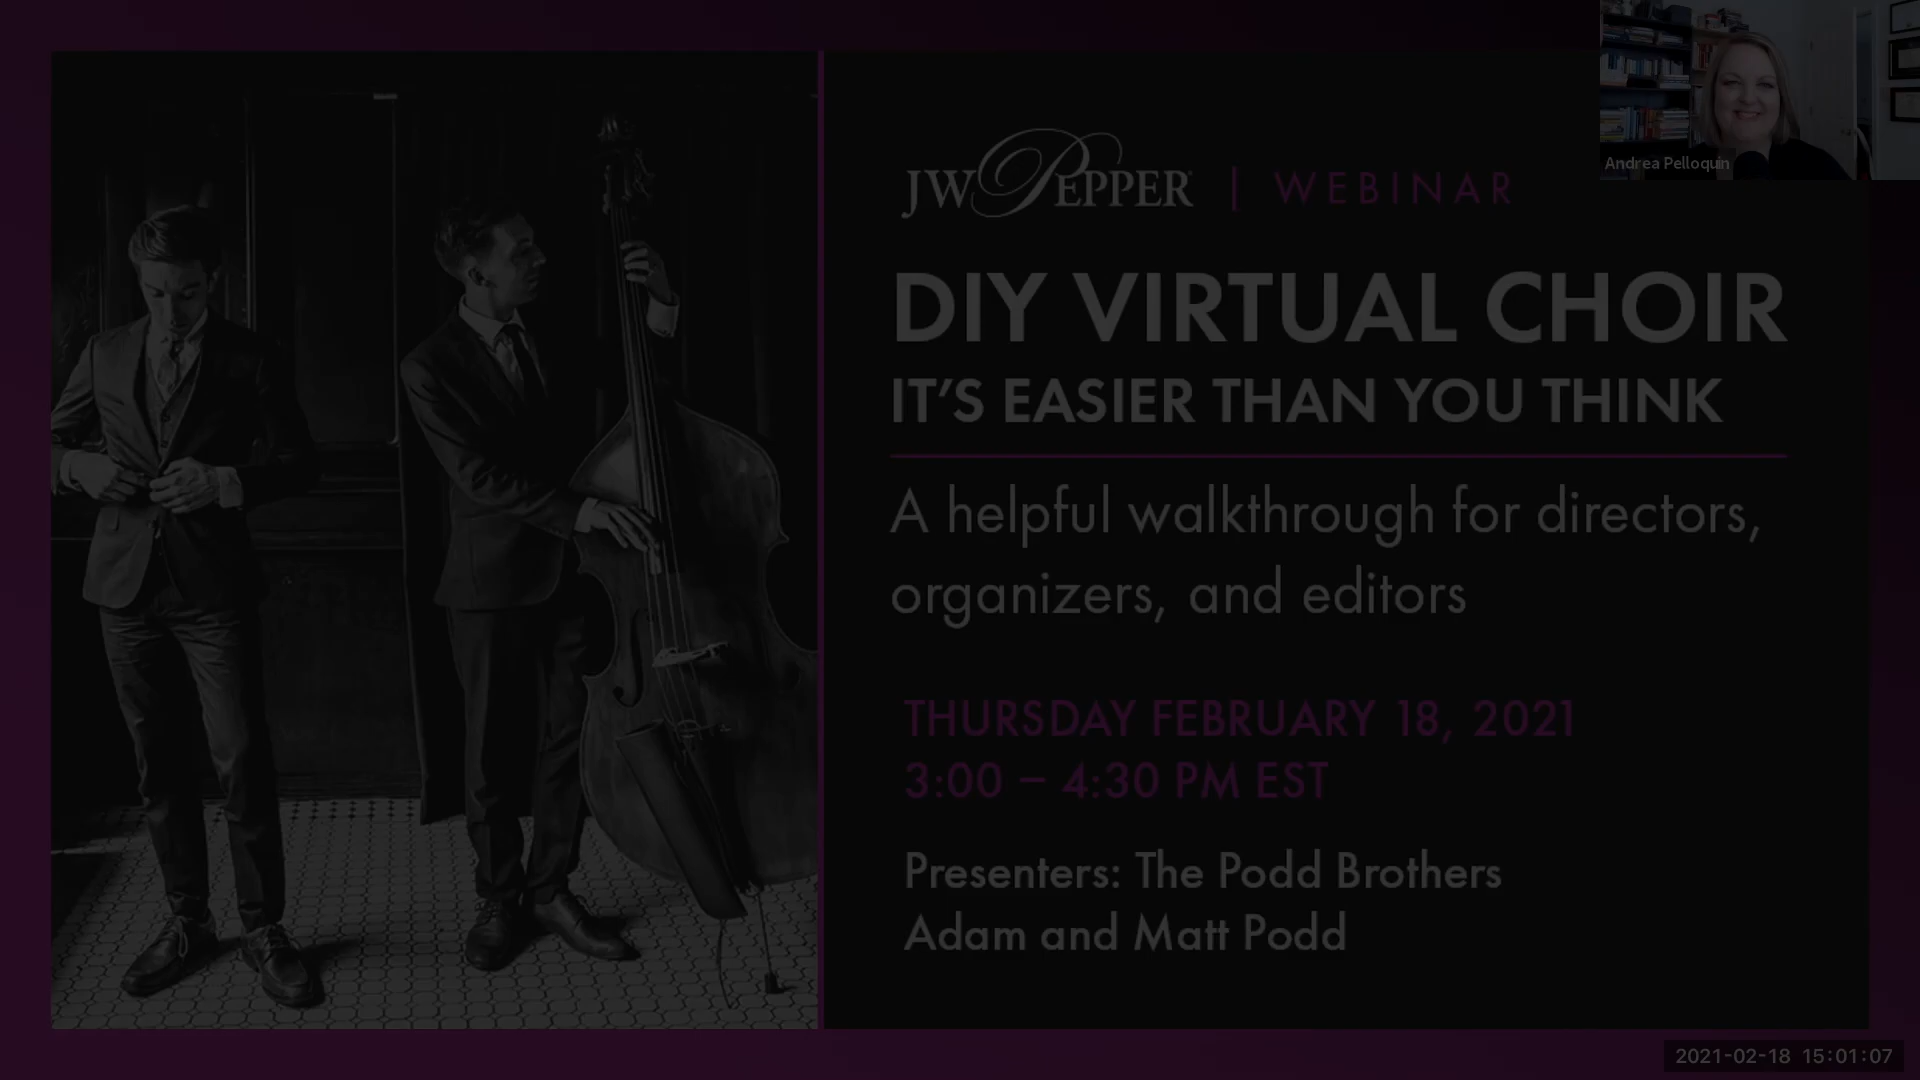 JW PEPPER | WEBINAR
DIY VIRTUAL CHOIR
IT'S EASIER THAN YOU THINK
A helpful walkthrough for directors,
organizers, and editors
THURSDAY FEBRUARY 18, 2021
3:00 – 4:30 PM EST
Presenters: The Podd Brothers
Adam and Matt Podd
Andrea Pelloquin
2021-02-18 15:01:07